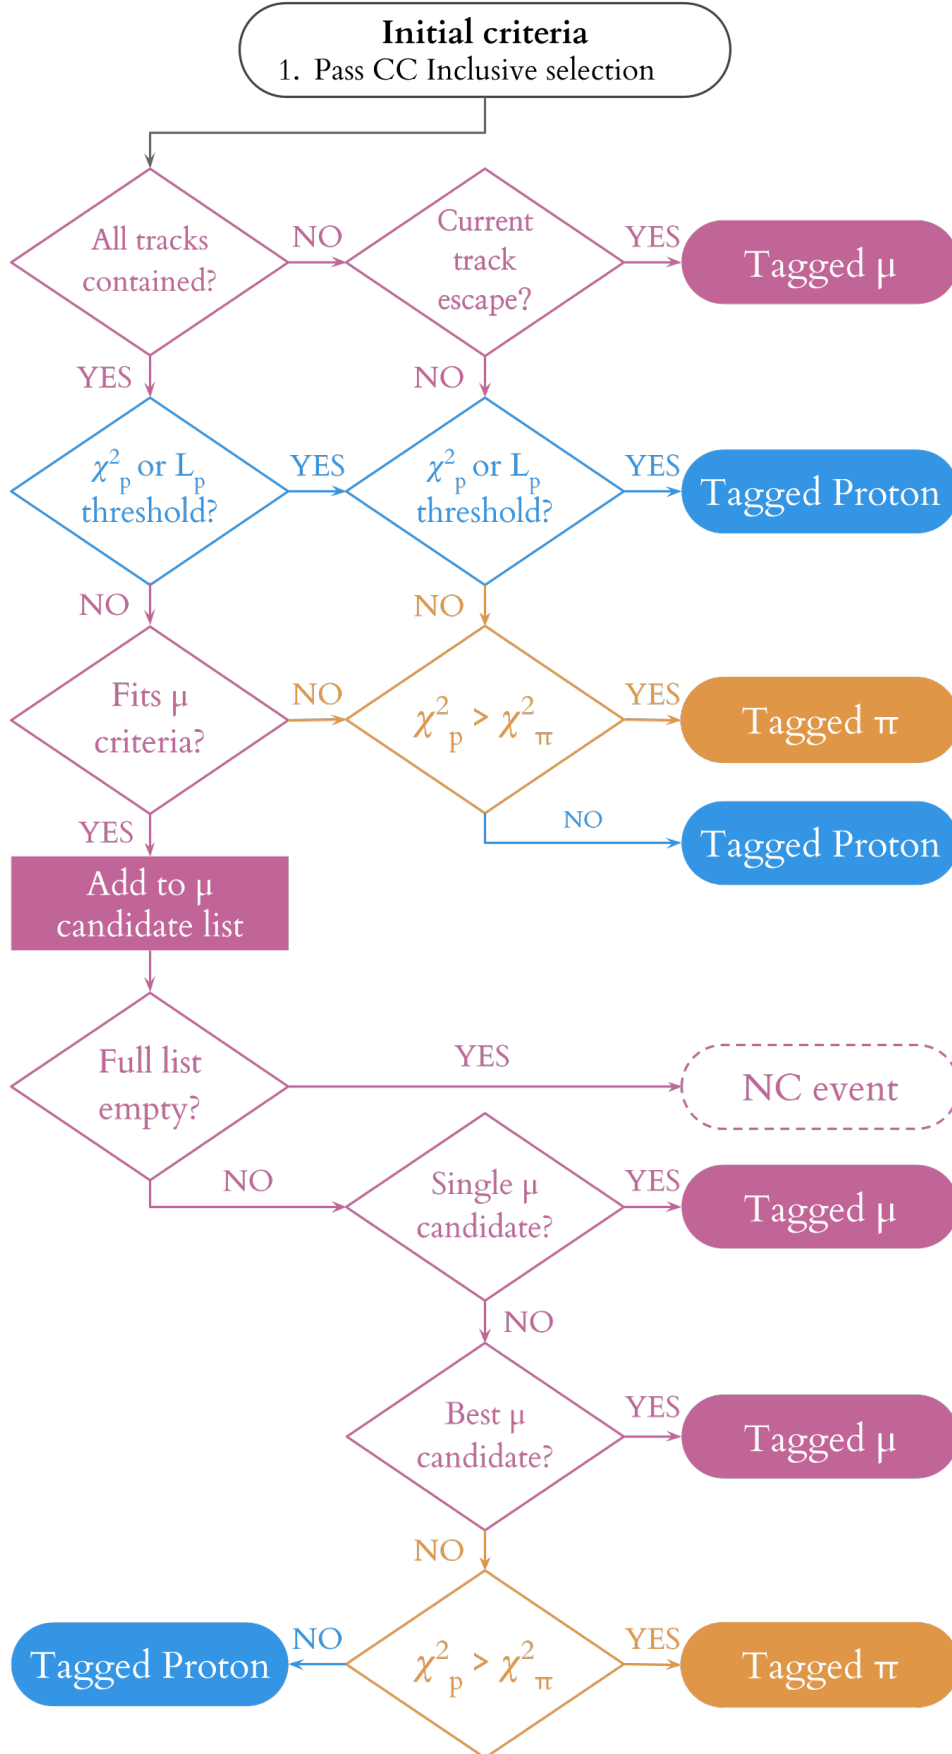 Initial criteria
1. Pass CC Inclusive selection
All tracks
contained?
NO
Current
track
escape?
YES
Tagged μ
YES
NO
χ²ₚ or Lₚ
threshold?
YES
χ²ₚ or Lₚ
threshold?
YES
Tagged Proton
NO
NO
Fits μ
criteria?
NO
χ²ₚ > χ²π
YES
Tagged π
YES
NO
Tagged Proton
Add to μ
candidate list
Full list
empty?
YES
NC event
NO
Single μ
candidate?
YES
Tagged μ
NO
Best μ
candidate?
YES
Tagged μ
NO
Tagged Proton
NO
χ²ₚ > χ²π
YES
Tagged π